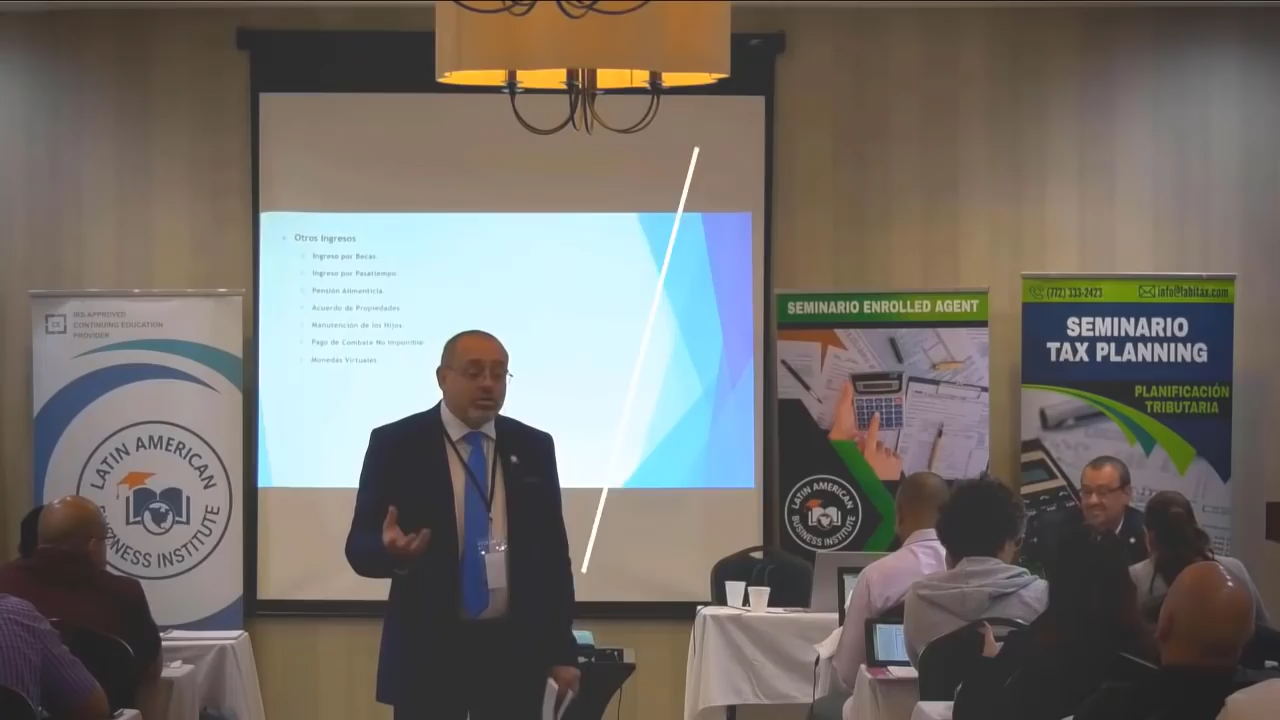 Otros Ingresos
Ingreso por Becas
Ingreso por Pasatiempo
Pensión Alimenticia
Acuerdo de Propiedades
Manutención de los Hijos
Pago de Combate No Imponible
Monedas Virtuales
IRS-APPROVED
CONTINUING EDUCATION
PROVIDER
CE
LATIN AMERICAN
BUSINESS INSTITUTE
SEMINARIO ENROLLED AGENT
LATIN AMERICAN
BUSINESS INSTITUTE
(772) 333-2423
info@labitax.com
SEMINARIO
TAX PLANNING
PLANIFICACIÓN
TRIBUTARIA